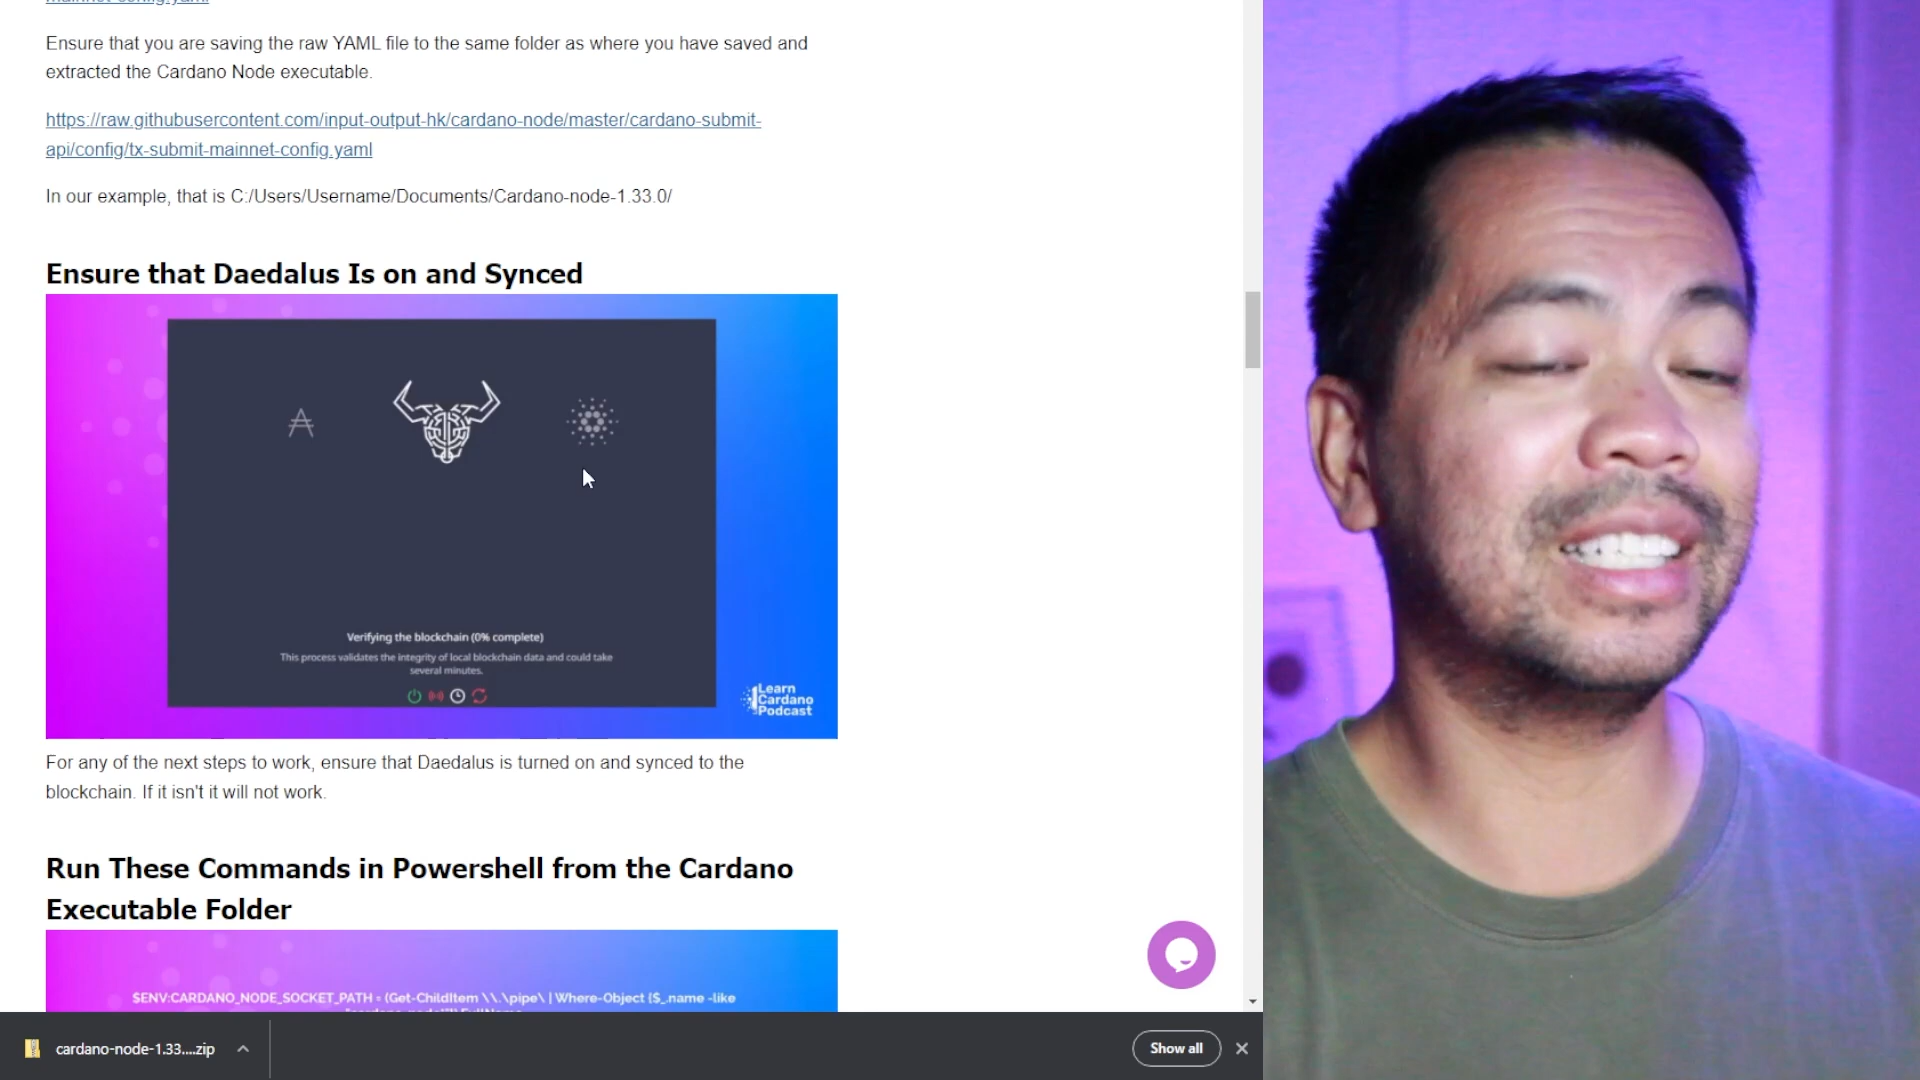 Ensure that you are saving the raw YAML file to the same folder as where you have saved and
extracted the Cardano Node executable.
https://raw.githubusercontent.com/input-output-hk/cardano-node/master/cardano-submit-
api/config/tx-submit-mainnet-config.yaml
In our example, that is C:/Users/Username/Documents/Cardano-node-1.33.0/
Ensure that Daedalus Is on and Synced
Verifying the blockchain (0% complete)
This process validates the integrity of local blockchain data and could take
several minutes.
Learn
Cardano
Podcast
For any of the next steps to work, ensure that Daedalus is turned on and synced to the
blockchain. If it isn't it will not work.
Run These Commands in Powershell from the Cardano
Executable Folder
$ENV:CARDANO_NODE_SOCKET_PATH = (Get-ChildItem \\.\pipe\ | Where-Object {$_.name -like
cardano-node-1.33....zip
Show all